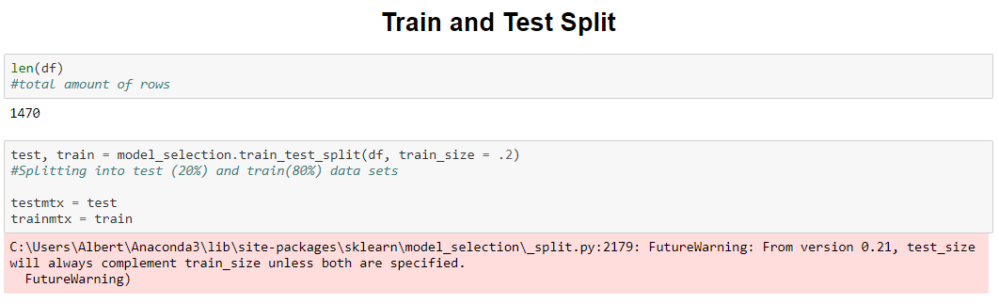 Train and Test Split
len(df)
#total amount of rows
1470
test, train = model_selection.train_test_split(df, train_size = .2)
#Splitting into test (20%) and train(80%) data sets
testmtx = test
trainmtx = train
C:\Users\Albert\Anaconda3\lib\site-packages\sklearn\model_selection\_split.py:2179: FutureWarning: From version 0.21, test_size
will always complement train_size unless both are specified.
  FutureWarning)